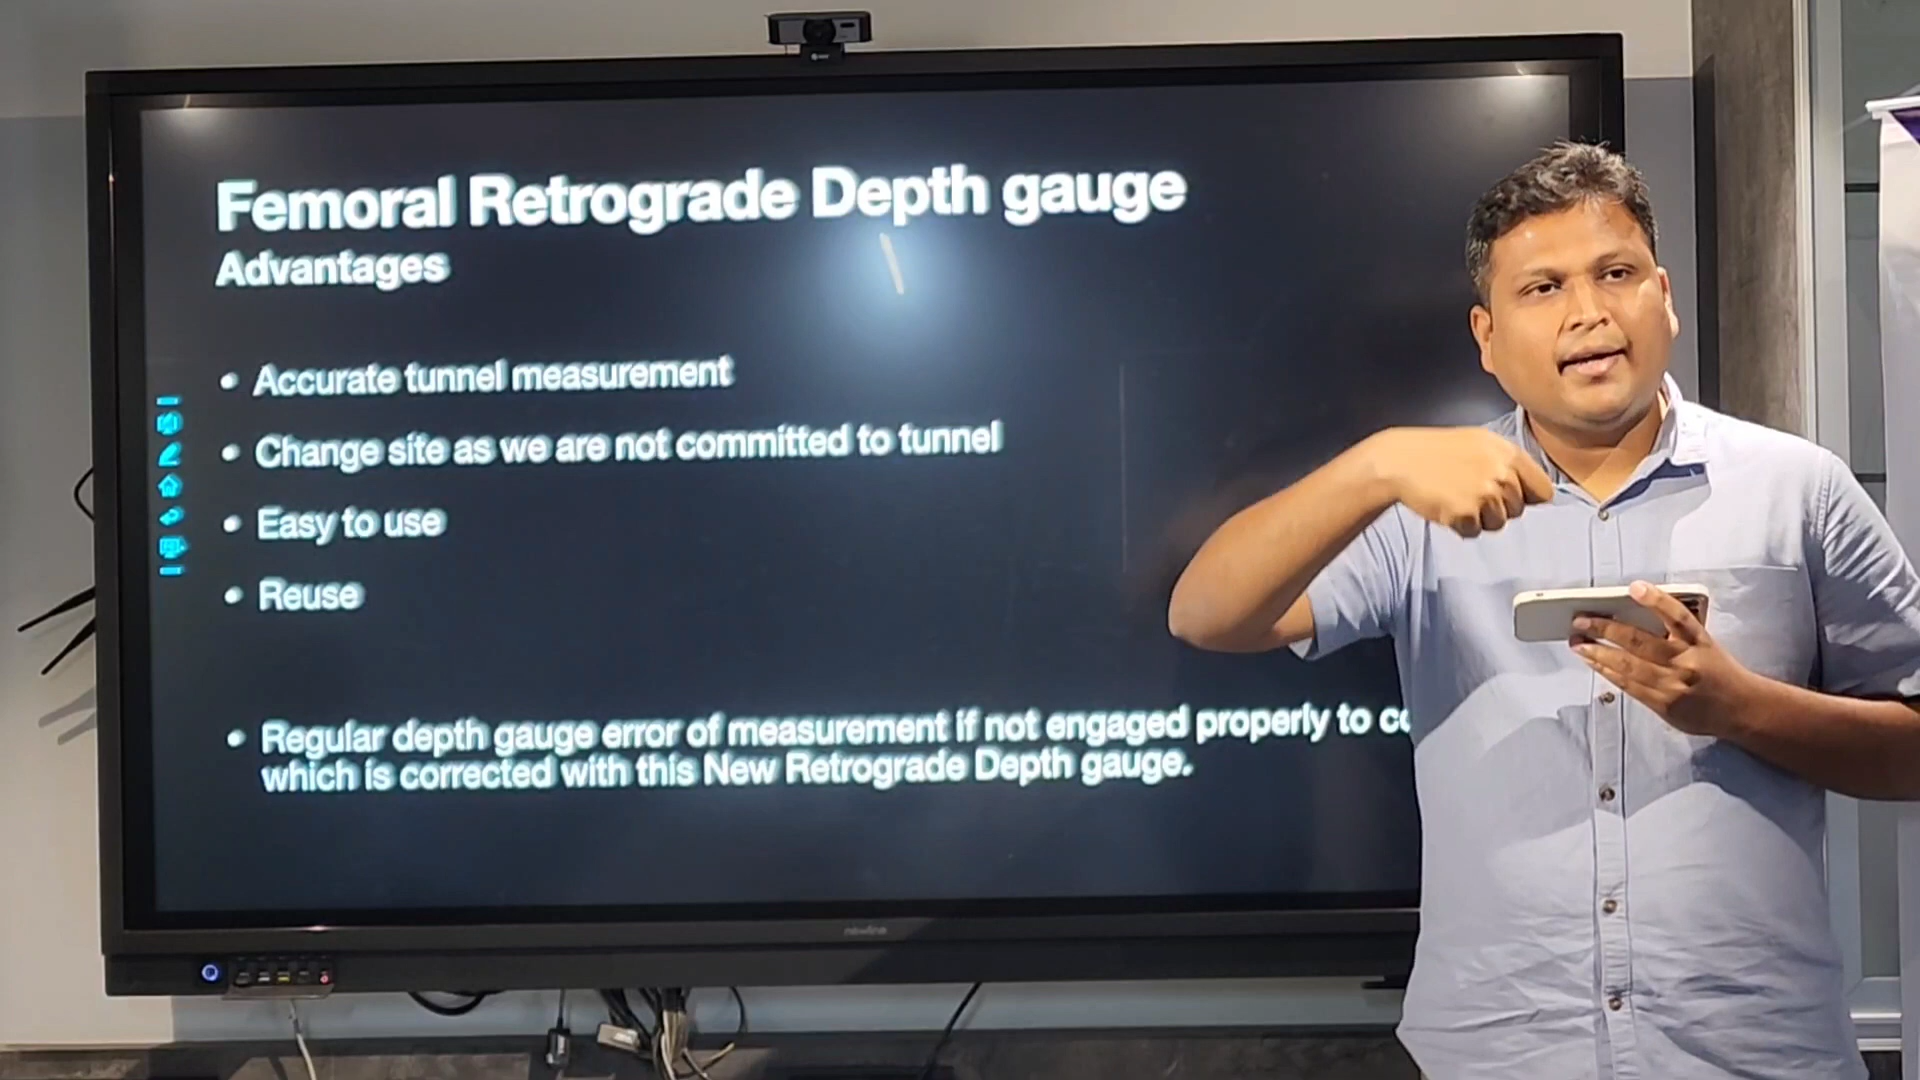 Femoral Retrograde Depth gauge
Advantages
• Accurate tunnel measurement
• Change site as we are not committed to tunnel
• Easy to use
• Reuse
• Regular depth gauge error of measurement if not engaged properly to
which is corrected with this New Retrograde Depth gauge.
newline